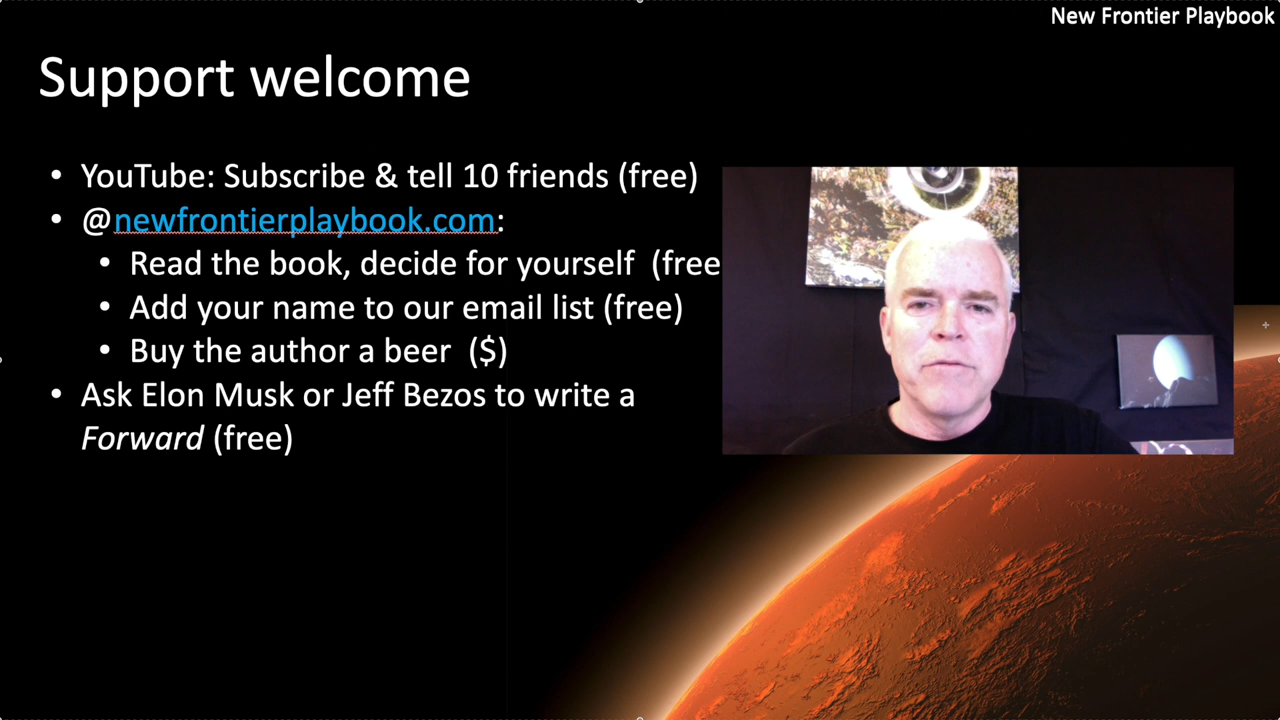 New Frontier Playbook
Support welcome
• YouTube: Subscribe & tell 10 friends (free)
• @newfrontierplaybook.com:
• Read the book, decide for yourself (free
• Add your name to our email list (free)
• Buy the author a beer ($)
• Ask Elon Musk or Jeff Bezos to write a
Forward (free)